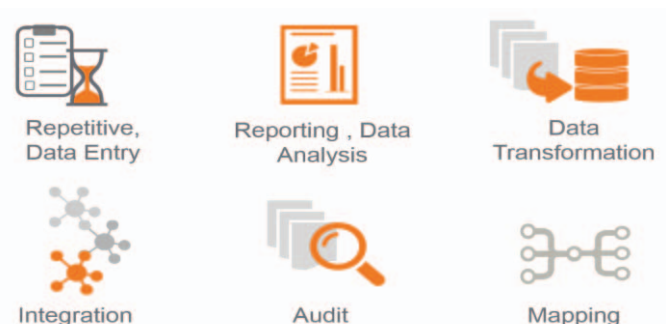 Repetitive,
Data Entry
Reporting , Data
Analysis
Data
Transformation
Integration
Audit
Mapping